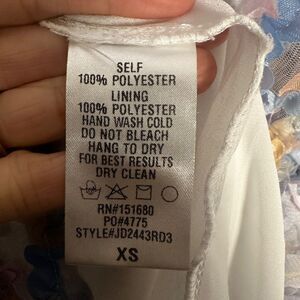 SELF
100% POLYESTER
LINING
100% POLYESTER
HAND WASH COLD
DO NOT BLEACH
HANG TO DRY
FOR BEST RESULTS
DRY CLEAN
RN#151680
PO#4775
STYLE#JD2443RD3
XS